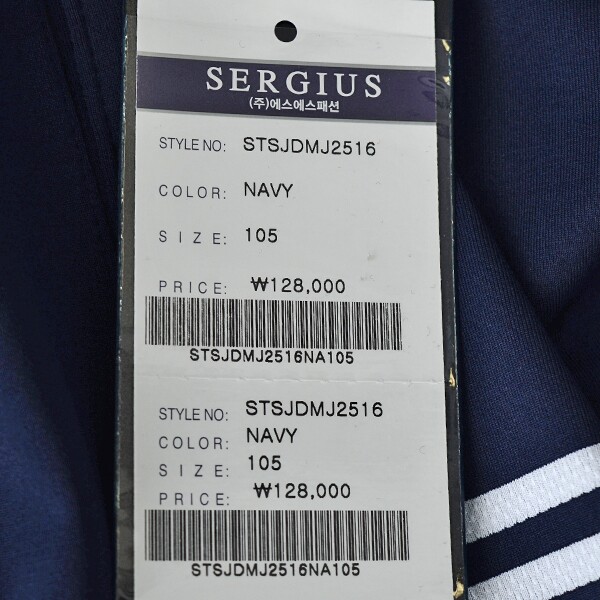 SERGIUS
(주)에스에스패션
STYLE NO: STSJDMJ2516
COLOR: NAVY
SIZE: 105
PRICE: ₩128,000
STSJDMJ2516NA105
STYLE NO: STSJDMJ2516
COLOR: NAVY
SIZE: 105
PRICE: ₩128,000
STSJDMJ2516NA105